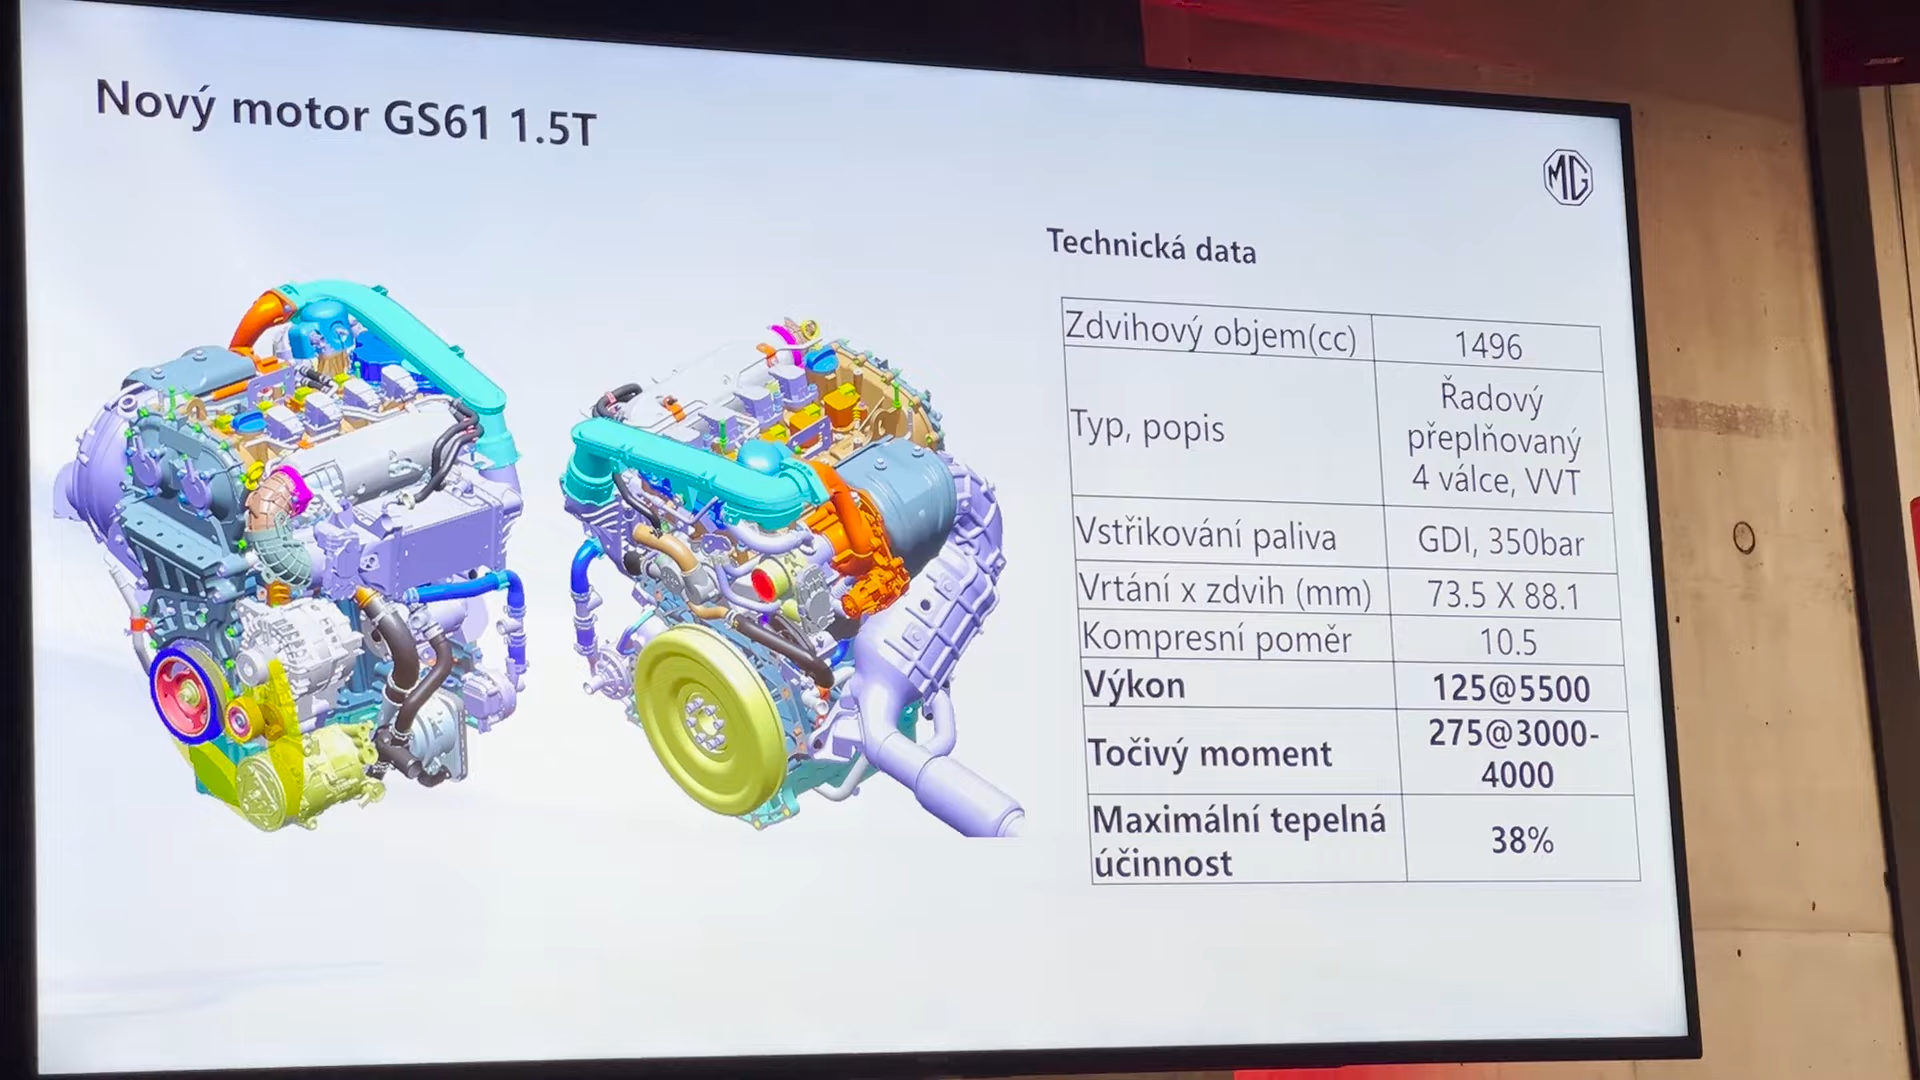 Nový motor GS61 1.5T
MG
Technická data
Zdvihový objem(cc) 1496
Typ, popis Řadový
přeplňovaný
4 válce, VVT
Vstřikování paliva GDI, 350bar
Vrtání x zdvih (mm) 73.5 X 88.1
Kompresní poměr 10.5
Výkon 125@5500
Točivý moment 275@3000-
4000
Maximální tepelná
účinnost 38%